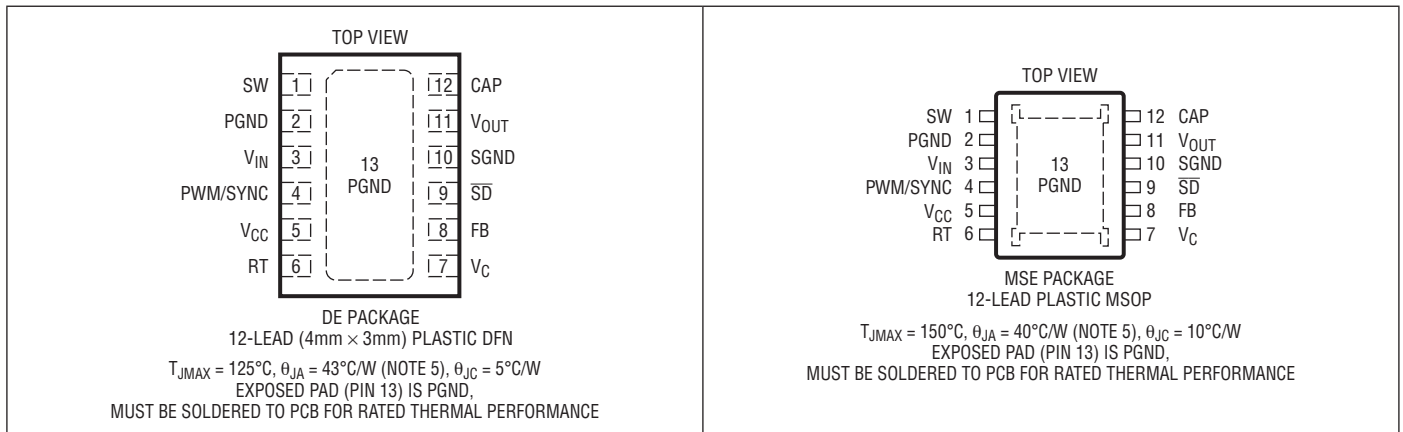 TOP VIEW
SW 1 12 CAP
PGND 2 11 VOUT
VIN 3 10 SGND
PWM/SYNC 4 9 S̅D̅
VCC 5 8 FB
RT 6 7 VC
13
PGND
DE PACKAGE
12-LEAD (4mm × 3mm) PLASTIC DFN
TJMAX = 125°C, θJA = 43°C/W (NOTE 5), θJC = 5°C/W
EXPOSED PAD (PIN 13) IS PGND,
MUST BE SOLDERED TO PCB FOR RATED THERMAL PERFORMANCE
TOP VIEW
SW 1 12 CAP
PGND 2 11 VOUT
VIN 3 10 SGND
PWM/SYNC 4 9 S̅D̅
VCC 5 8 FB
RT 6 7 VC
13
PGND
MSE PACKAGE
12-LEAD PLASTIC MSOP
TJMAX = 150°C, θJA = 40°C/W (NOTE 5), θJC = 10°C/W
EXPOSED PAD (PIN 13) IS PGND,
MUST BE SOLDERED TO PCB FOR RATED THERMAL PERFORMANCE